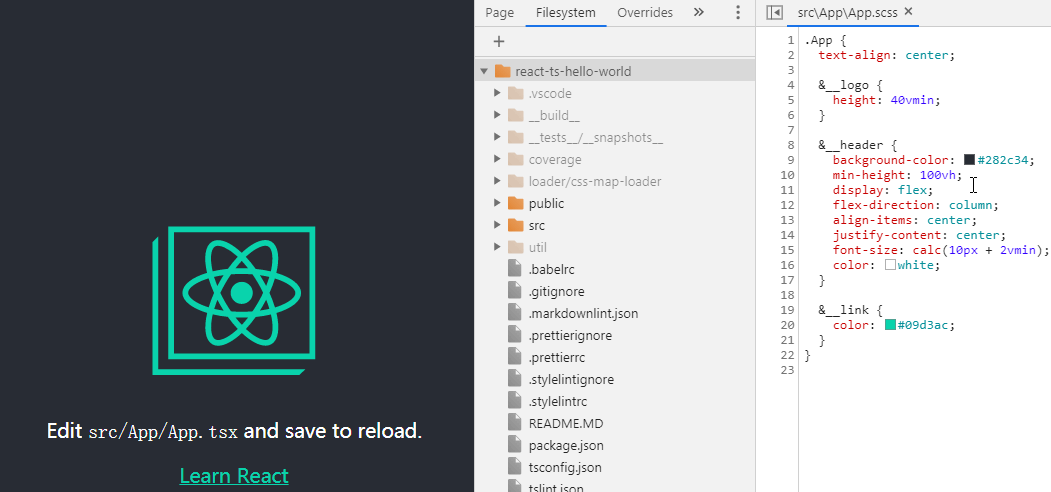 Edit src/App/App.tsx and save to reload.
Learn React
Page Filesystem Overrides »
+
react-ts-hello-world
.vscode
__build__
__tests__/__snapshots__
coverage
loader/css-map-loader
public
src
util
.babelrc
.gitignore
.markdownlint.json
.prettierignore
.prettierrc
.stylelintignore
.stylelintrc
README.MD
package.json
tsconfig.json
tslint.json
src\App\App.scss ×
1 .App {
2 text-align: center;
3
4 &__logo {
5 height: 40vmin;
6 }
7
8 &__header {
9 background-color: #282c34;
10 min-height: 100vh;
11 display: flex;
12 flex-direction: column;
13 align-items: center;
14 justify-content: center;
15 font-size: calc(10px + 2vmin);
16 color: white;
17 }
18
19 &__link {
20 color: #09d3ac;
21 }
22 }
23